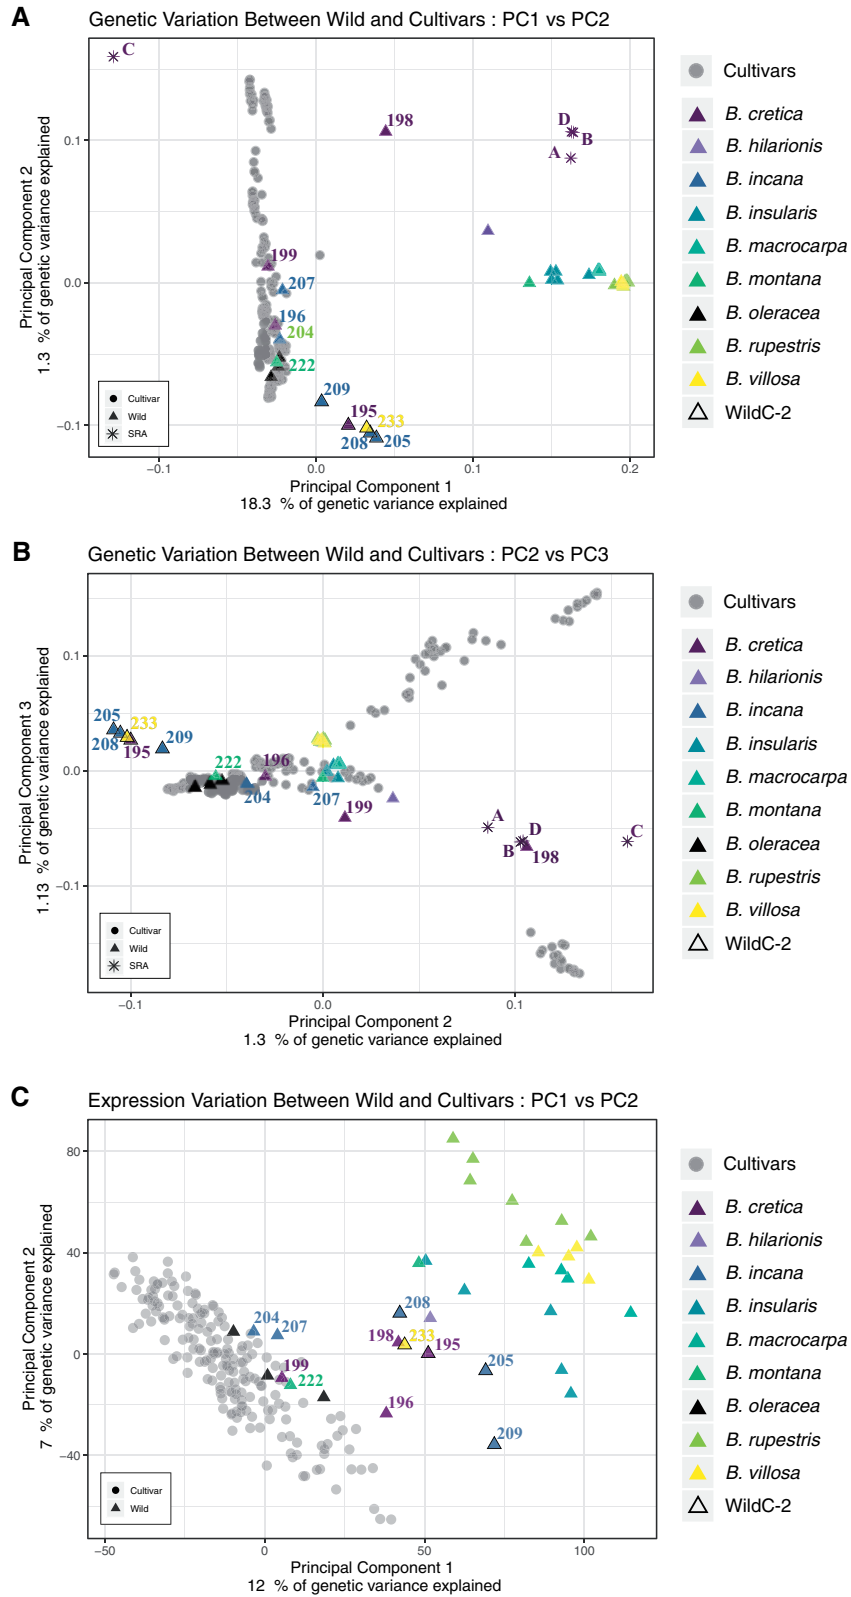 A
Genetic Variation Between Wild and Cultivars : PC1 vs PC2
C
198
D
B
A
199
207
196
204
222
209
195
233
208
205
0.1
0.0
−0.1
Principal Component 2
1.3 % of genetic variance explained
Cultivar
Wild
SRA
−0.1
0.0
0.1
0.2
Principal Component 1
18.3 % of genetic variance explained
Cultivars
B. cretica
B. hilarionis
B. incana
B. insularis
B. macrocarpa
B. montana
B. oleracea
B. rupestris
B. villosa
WildC-2
B
Genetic Variation Between Wild and Cultivars : PC2 vs PC3
205
233
208
195
209
222
196
204
207
199
A
D
B
198
C
0.1
0.0
−0.1
Principal Component 3
1.13 % of genetic variance explained
Cultivar
Wild
SRA
−0.1
0.0
0.1
Principal Component 2
1.3 % of genetic variance explained
Cultivars
B. cretica
B. hilarionis
B. incana
B. insularis
B. macrocarpa
B. montana
B. oleracea
B. rupestris
B. villosa
WildC-2
C
Expression Variation Between Wild and Cultivars : PC1 vs PC2
208
204
207
198
233
195
199
222
205
196
209
80
40
0
−40
Principal Component 2
7 % of genetic variance explained
Cultivar
Wild
−50
0
50
100
Principal Component 1
12 % of genetic variance explained
Cultivars
B. cretica
B. hilarionis
B. incana
B. insularis
B. macrocarpa
B. montana
B. oleracea
B. rupestris
B. villosa
WildC-2